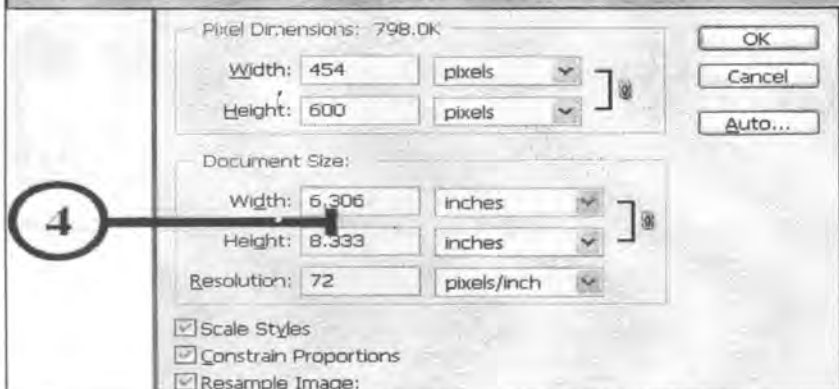 Pixel Dimensions: 798.0K
OK
Width: 454 pixels
Cancel
Height: 600 pixels
Auto...
Document Size:
Width: 6.306 inches
4
Height: 8.333 inches
Resolution: 72 pixels/inch
Scale Styles
Constrain Proportions
Resample Image: